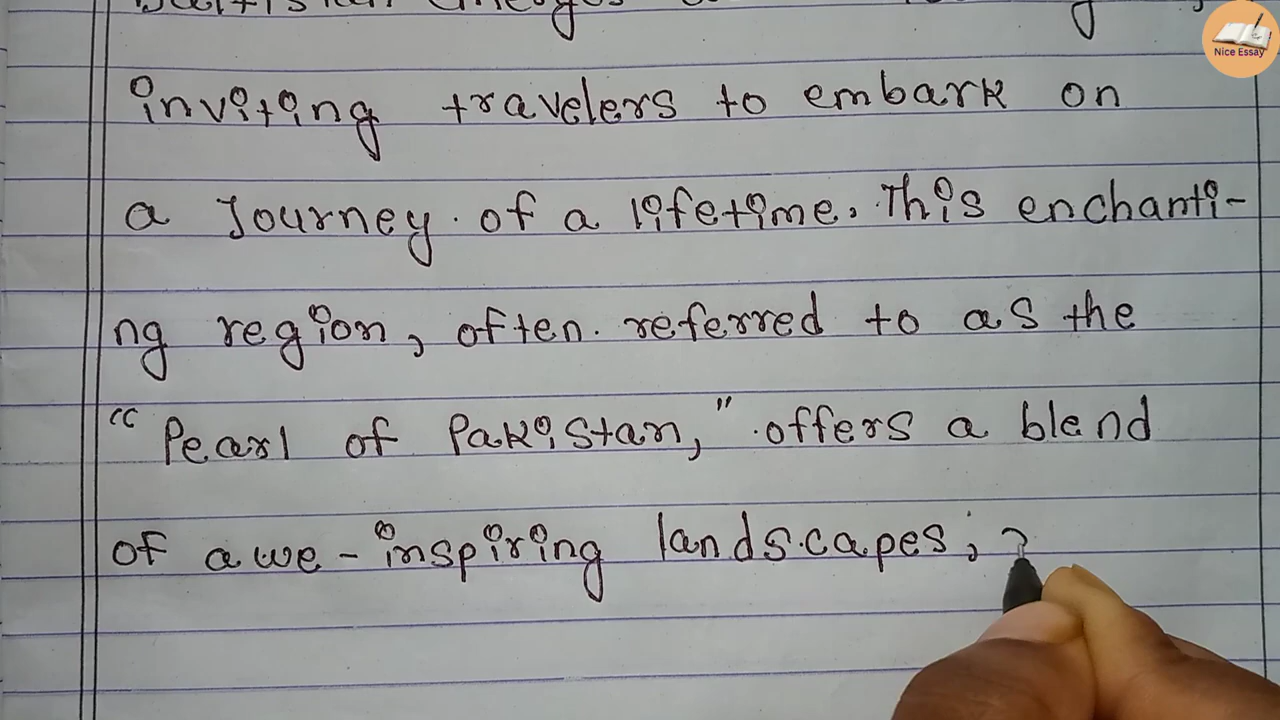 inviting travelers to embark on
a Journey of a lifetime. This enchanti-
ng region, often referred to as the
"Pearl of Pakistan," offers a blend
of awe-inspiring landscapes,
Nice Essay